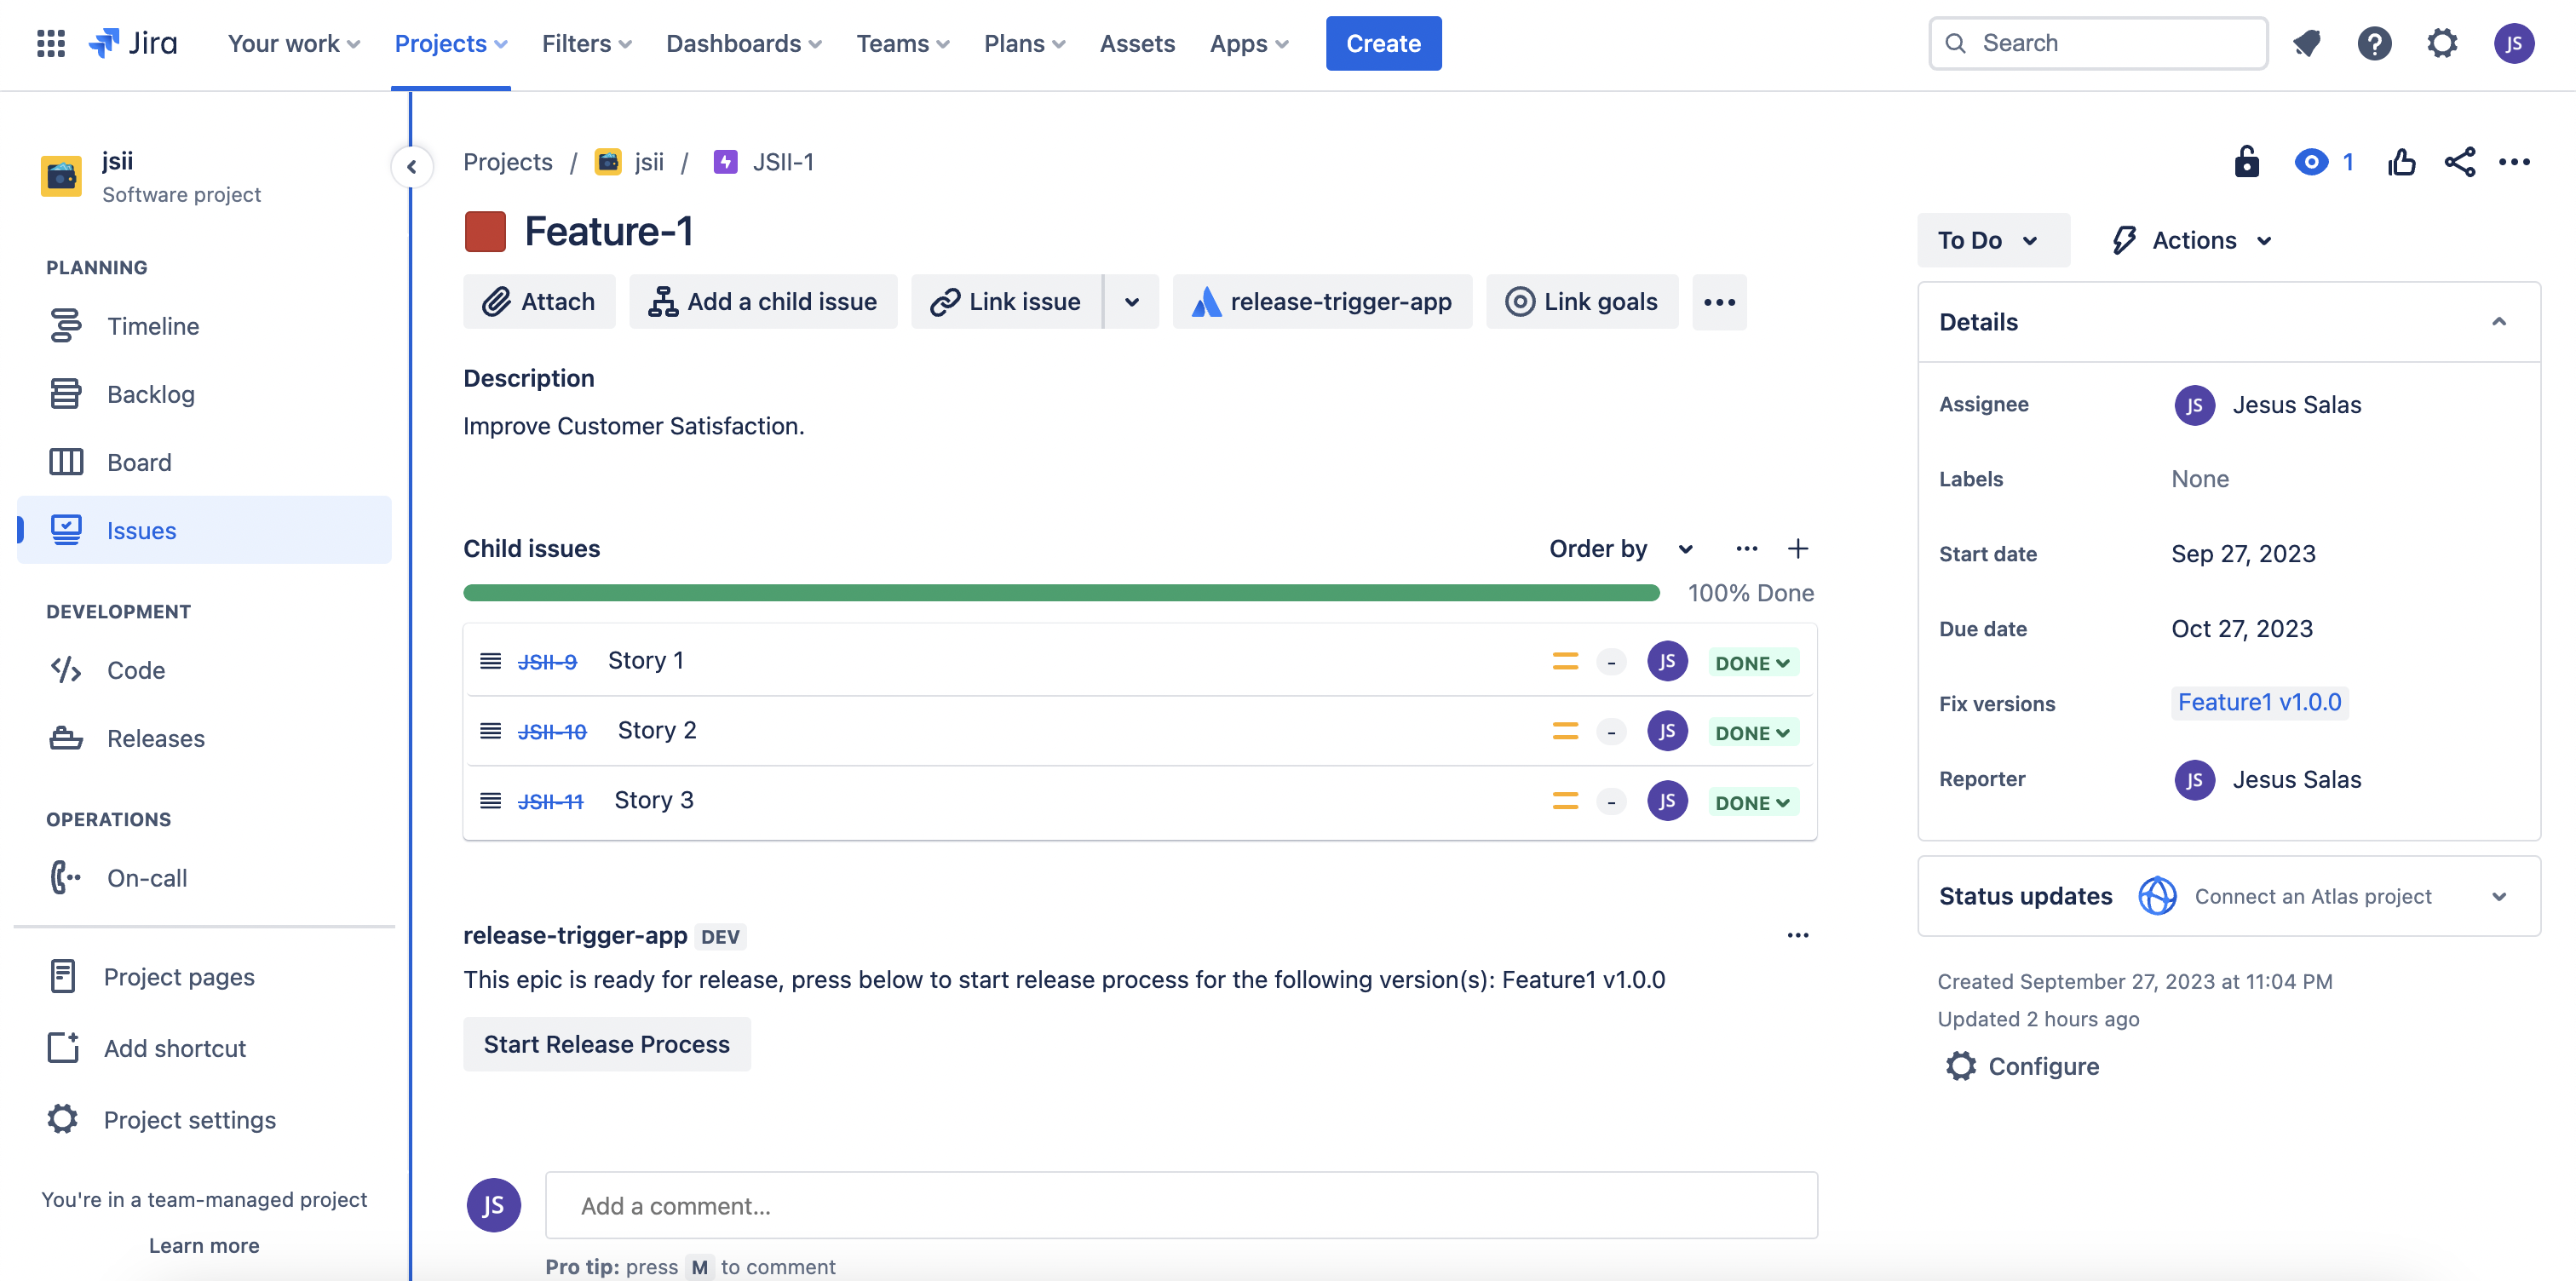 Jira Your work Projects Filters Dashboards Teams Plans Assets Apps Create Search JS
jsii
Software project
PLANNING
Timeline
Backlog
Board
Issues
DEVELOPMENT
Code
Releases
OPERATIONS
On-call
Project pages
Add shortcut
Project settings
You're in a team-managed project
Learn more
Projects / jsii / JSII-1
1
Feature-1
Attach Add a child issue Link issue release-trigger-app Link goals
Description
Improve Customer Satisfaction.
Child issues Order by
100% Done
JSII-9 Story 1 - JS DONE
JSII-10 Story 2 - JS DONE
JSII-11 Story 3 - JS DONE
release-trigger-app DEV
This epic is ready for release, press below to start release process for the following version(s): Feature1 v1.0.0
Start Release Process
JS Add a comment...
Pro tip: press M to comment
To Do Actions
Details
Assignee JS Jesus Salas
Labels None
Start date Sep 27, 2023
Due date Oct 27, 2023
Fix versions Feature1 v1.0.0
Reporter JS Jesus Salas
Status updates Connect an Atlas project
Created September 27, 2023 at 11:04 PM
Updated 2 hours ago
Configure